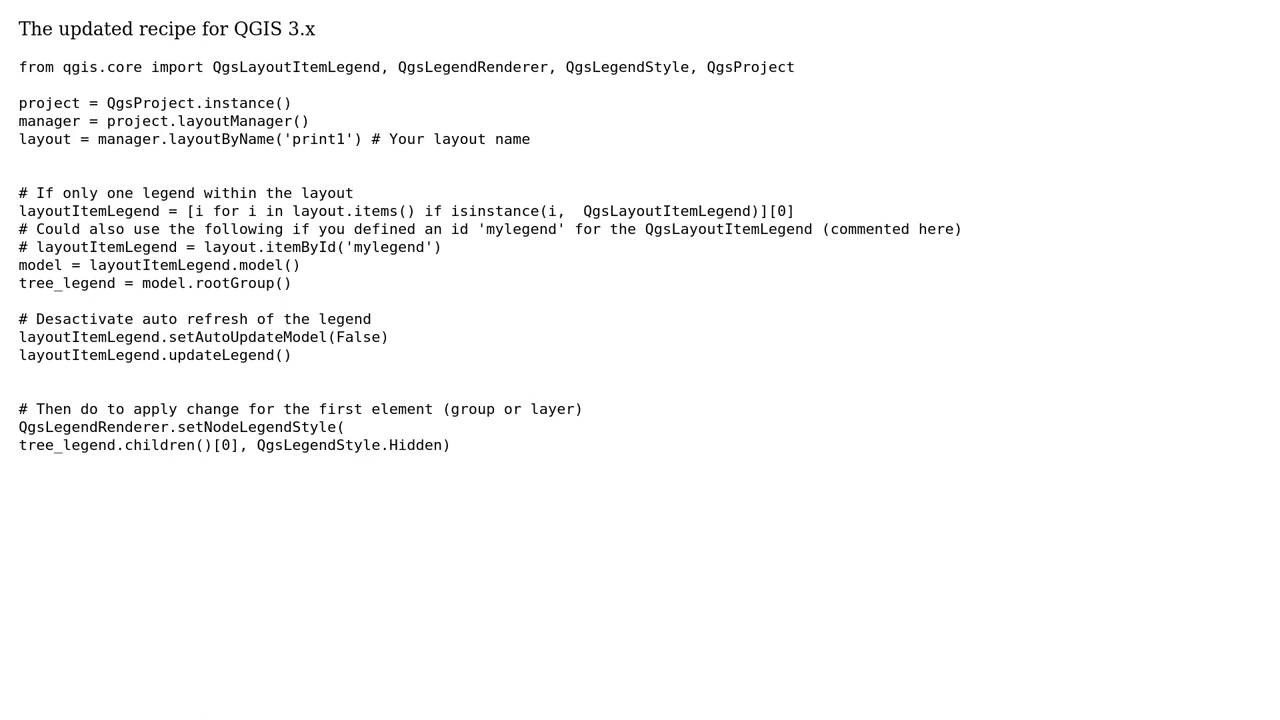 The updated recipe for QGIS 3.x
from qgis.core import QgsLayoutItemLegend, QgsLegendRenderer, QgsLegendStyle, QgsProject
project = QgsProject.instance()
manager = project.layoutManager()
layout = manager.layoutByName('print1') # Your layout name
# If only one legend within the layout
layoutItemLegend = [i for i in layout.items() if isinstance(i,  QgsLayoutItemLegend)][0]
# Could also use the following if you defined an id 'mylegend' for the QgsLayoutItemLegend (commented here)
# layoutItemLegend = layout.itemById('mylegend')
model = layoutItemLegend.model()
tree_legend = model.rootGroup()
# Desactivate auto refresh of the legend
layoutItemLegend.setAutoUpdateModel(False)
layoutItemLegend.updateLegend()
# Then do to apply change for the first element (group or layer)
QgsLegendRenderer.setNodeLegendStyle(
tree_legend.children()[0], QgsLegendStyle.Hidden)